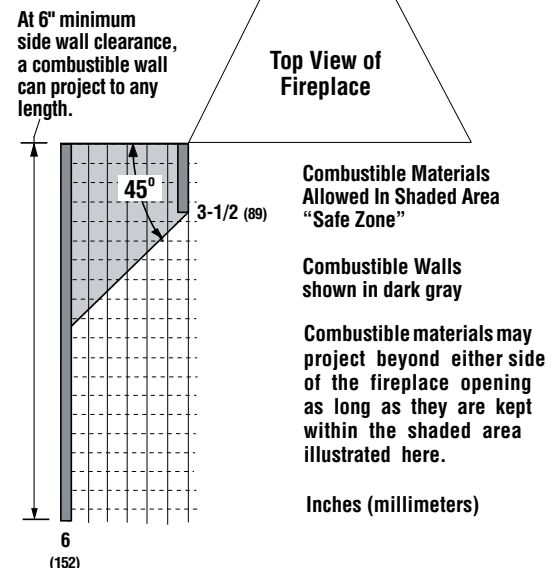 At 6" minimum
side wall clearance,
a combustible wall
can project to any
length.
Top View of
Fireplace
45°
3-1/2 (89)
Combustible Materials
Allowed In Shaded Area
“Safe Zone”
Combustible Walls
shown in dark gray
Combustible materials may
project beyond either side
of the fireplace opening
as long as they are kept
within the shaded area
illustrated here.
Inches (millimeters)
6
(152)